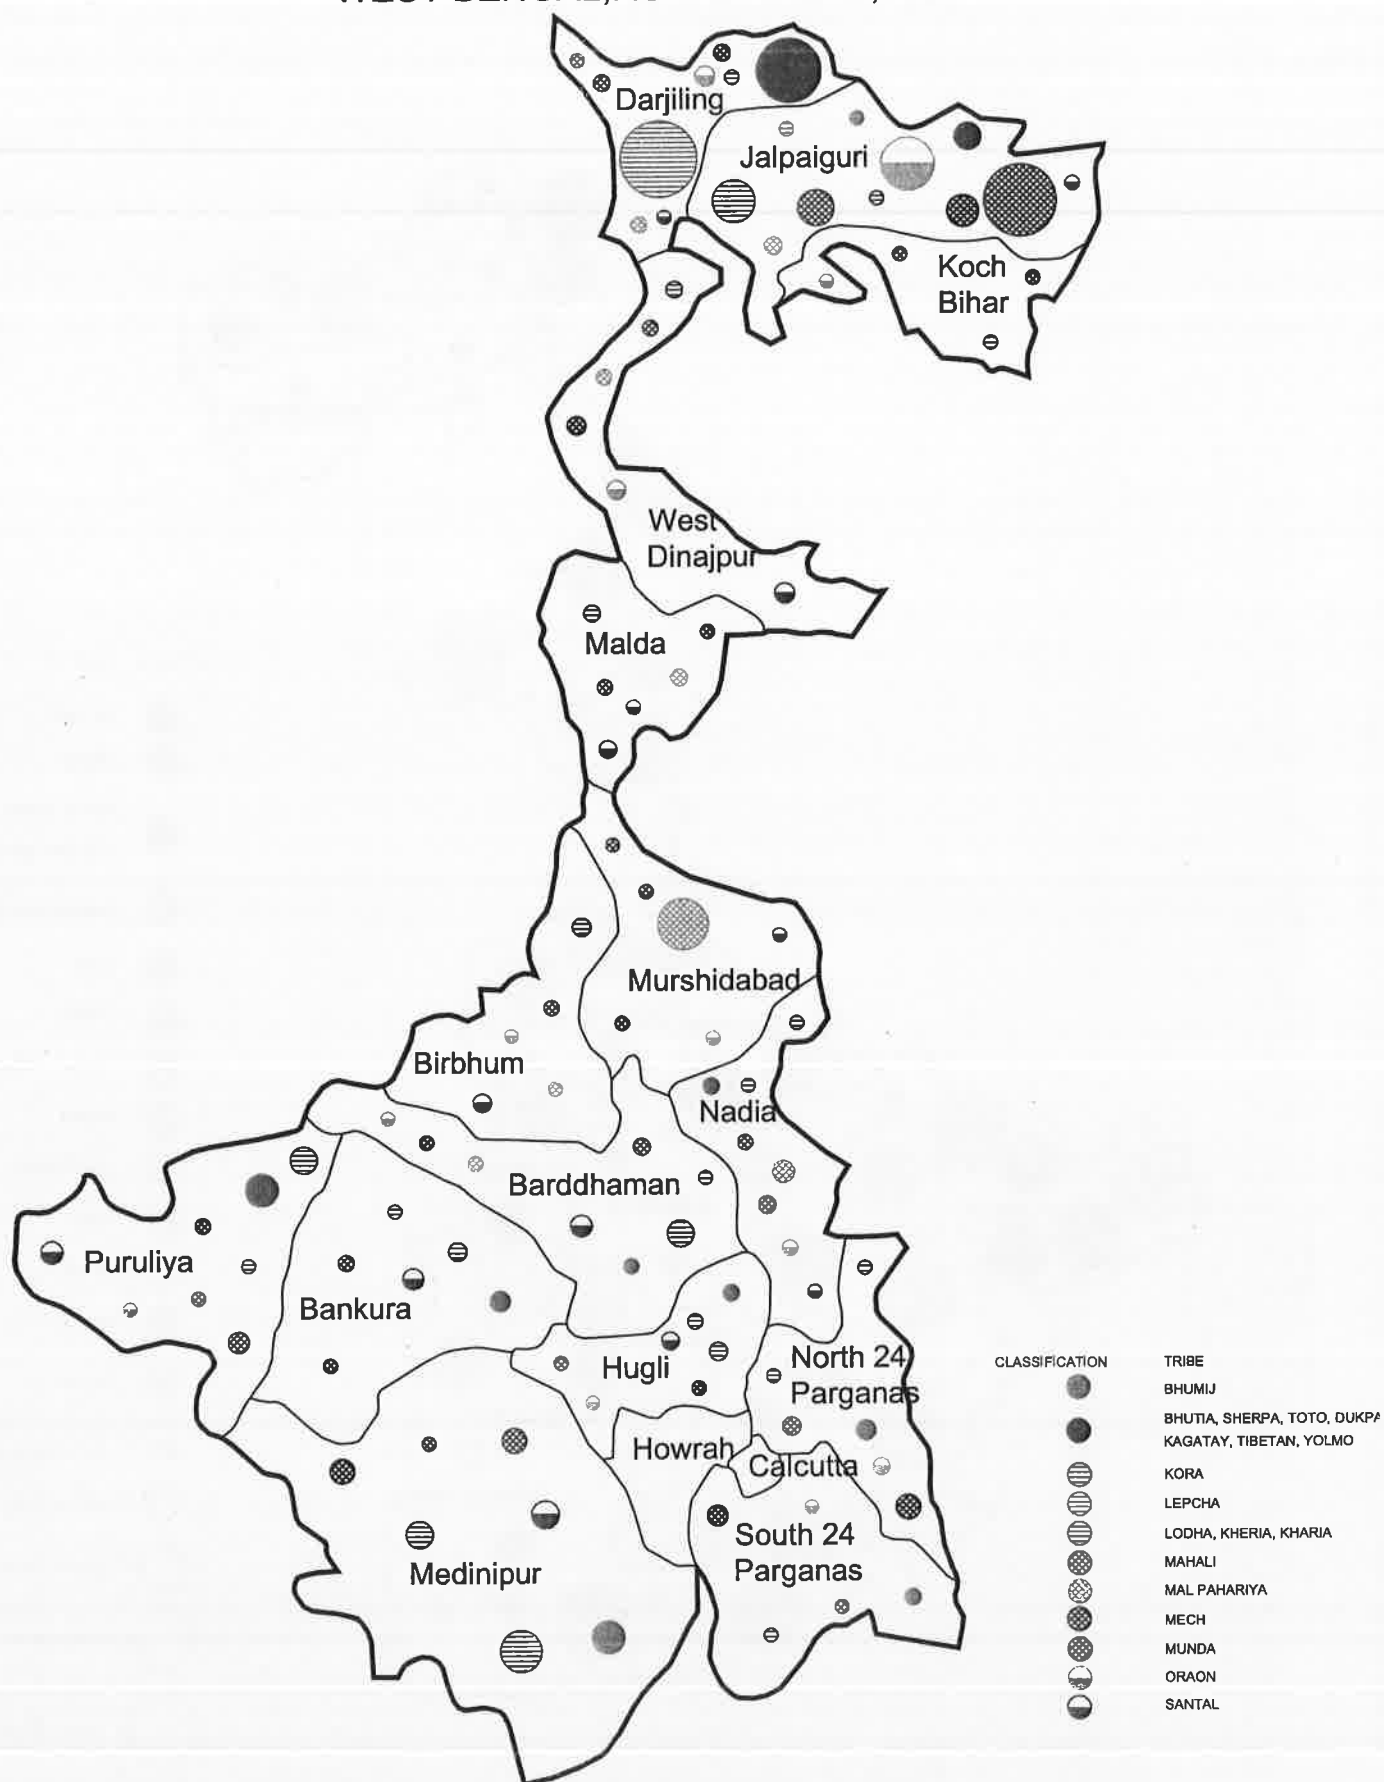 Darjiling
Jalpaiguri
Koch
Bihar
West
Dinajpur
Malda
Murshidabad
Birbhum
Nadia
Barddhaman
Puruliya
Bankura
Hugli
North 24
Parganas
Howrah
Calcutta
South 24
Parganas
Medinipur
CLASSIFICATION TRIBE
BHUMIJ
BHUTIA, SHERPA, TOTO, DUKPA
KAGATAY, TIBETAN, YOLMO
KORA
LEPCHA
LODHA, KHERIA, KHARIA
MAHALI
MAL PAHARIYA
MECH
MUNDA
ORAON
SANTAL